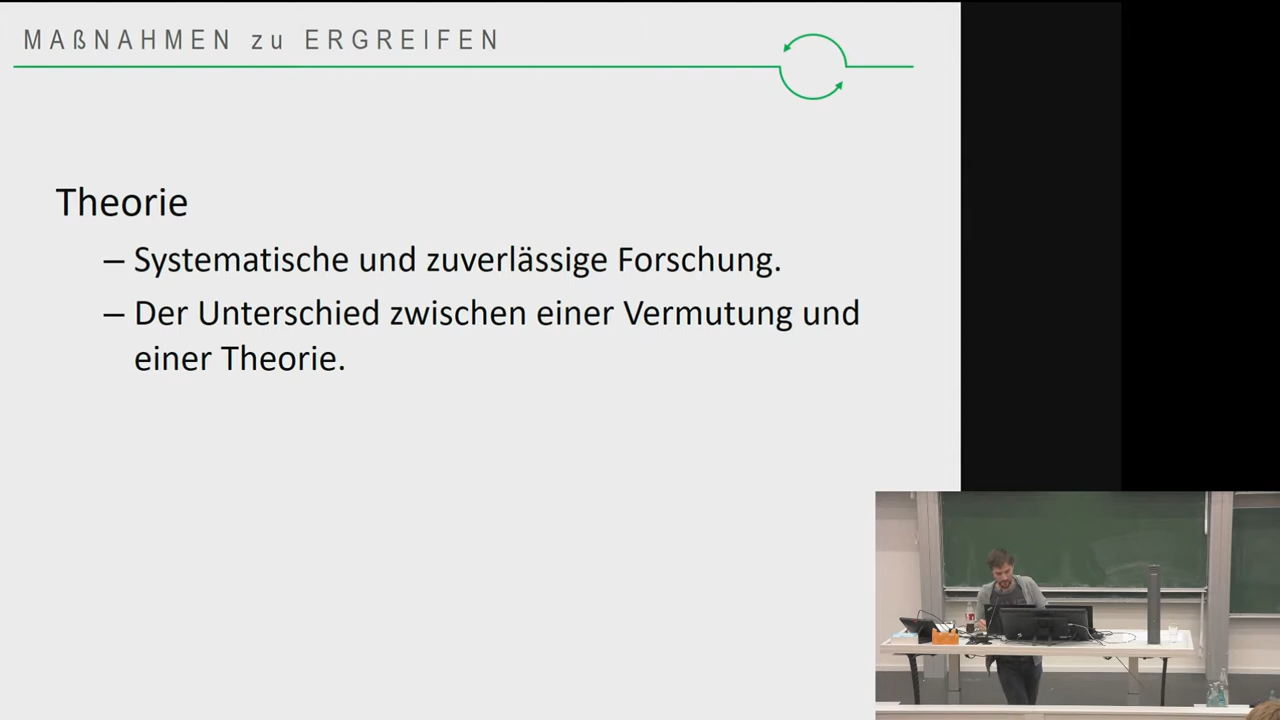 MAßNAHMEN zu ERGREIFEN
Theorie
– Systematische und zuverlässige Forschung.
– Der Unterschied zwischen einer Vermutung und
einer Theorie.